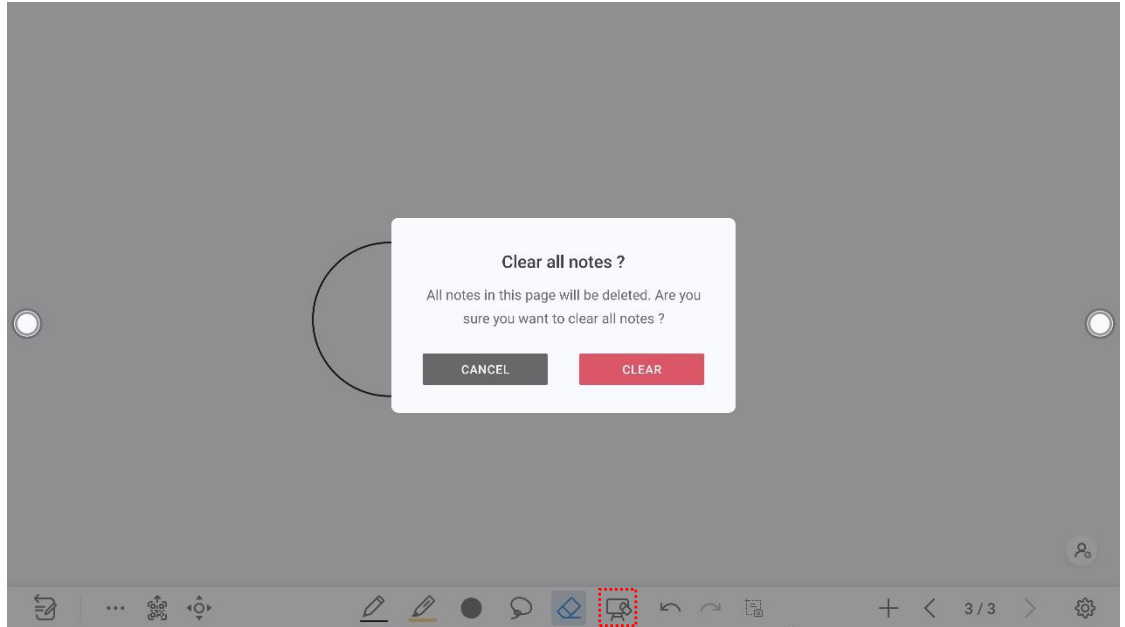 Clear all notes ?
All notes in this page will be deleted. Are you
sure you want to clear all notes ?
CANCEL CLEAR
3/3